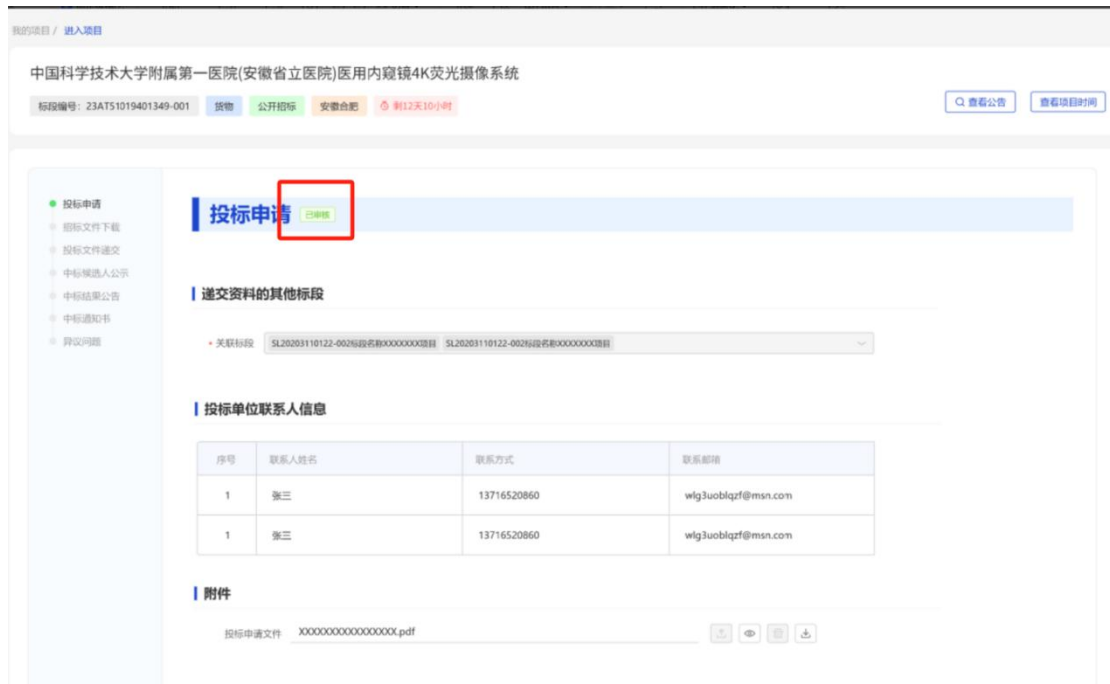 我的项目 / 进入项目
中国科学技术大学附属第一医院(安徽省立医院)医用内窥镜4K荧光摄像系统
标段编号：23AT51019401349-001 货物 公开招标 安徽合肥 剩12天10小时 查看公告 查看项目时间
投标申请
招标文件下载
投标文件递交
中标候选人公示
中标结果公告
中标通知书
异议问题
投标申请 已审核
递交资料的其他标段
* 关联标段 SL20203110122-002标段名称XXXXXXXX项目 SL20203110122-002标段名称XXXXXXXX项目
投标单位联系人信息
序号 联系人姓名 联系方式 联系邮箱
1 张三 13716520860 wlg3uoblqzf@msn.com
1 张三 13716520860 wlg3uoblqzf@msn.com
附件
投标申请文件 XXXXXXXXXXXXXXXXX.pdf